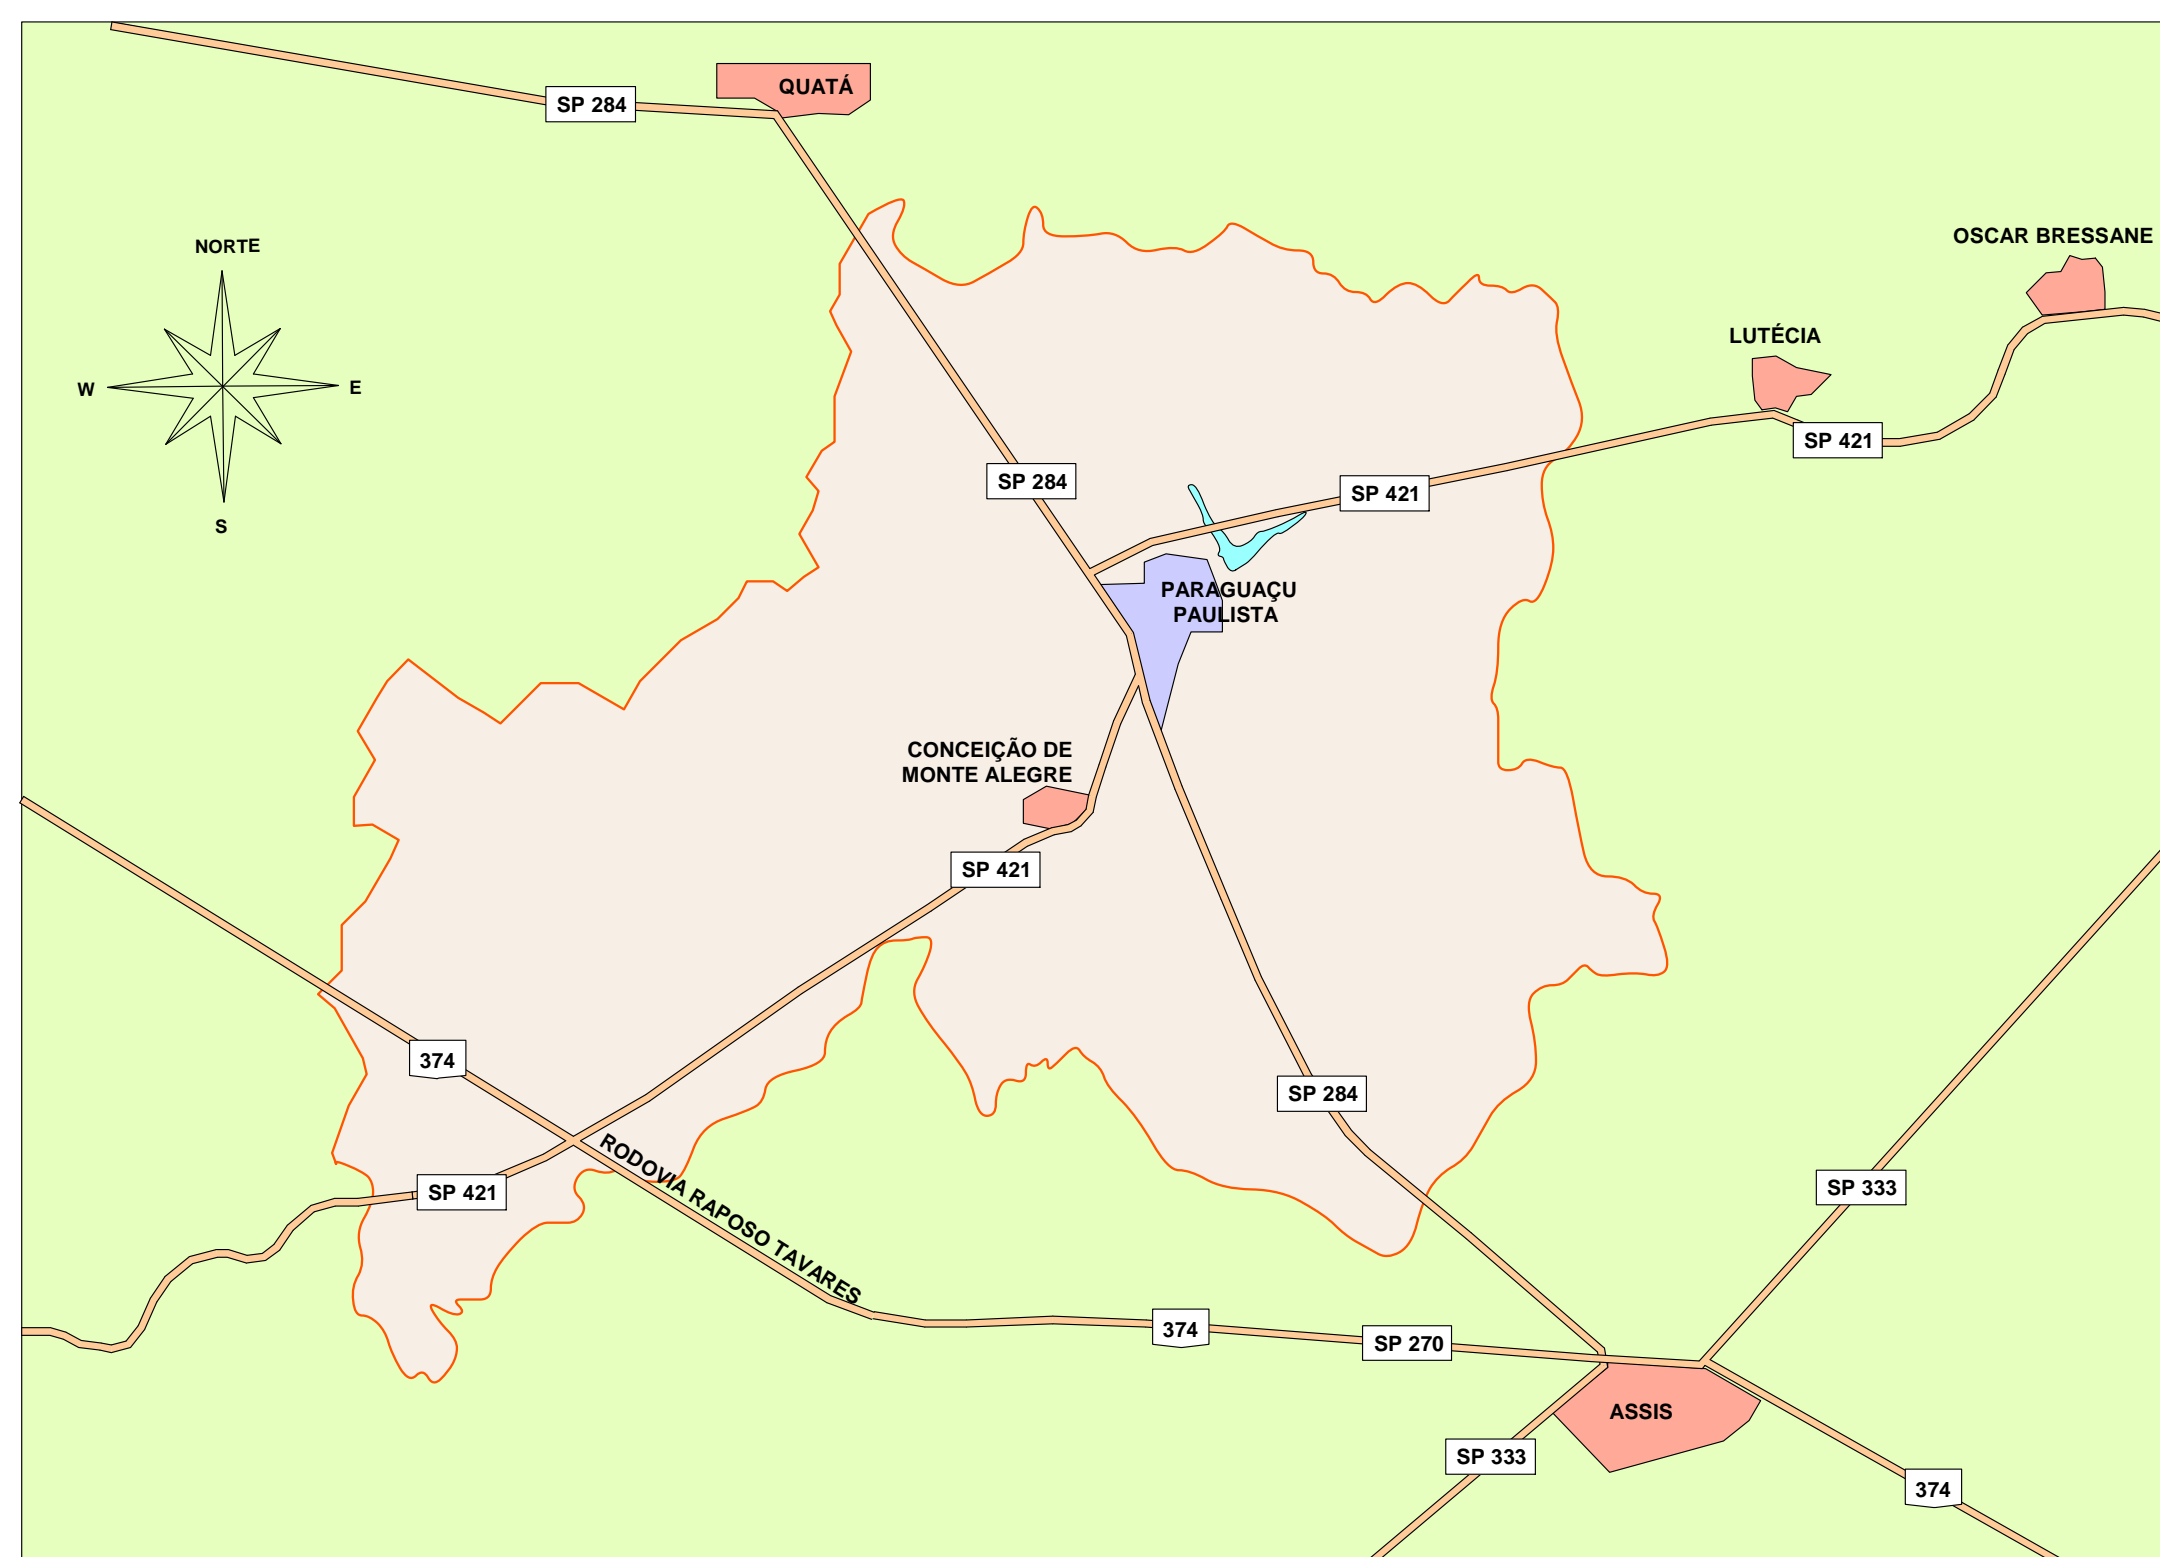 QUATÁ
SP 284
OSCAR BRESSANE
NORTE
LUTÉCIA
W
E
SP 421
SP 284
SP 421
S
PARAGUAÇU
PAULISTA
CONCEIÇÃO DE
MONTE ALEGRE
SP 421
374
SP 284
RODOVIA RAPOSO TAVARES
SP 421
SP 333
374
SP 270
ASSIS
SP 333
374